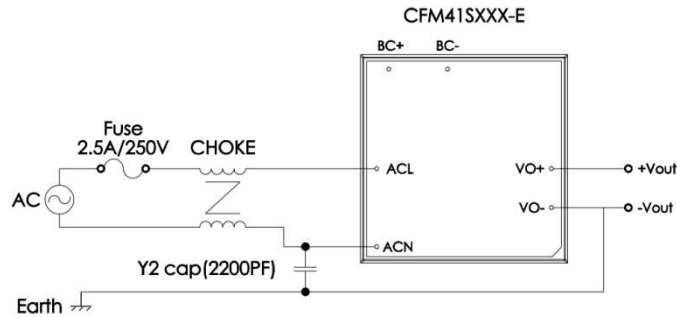 CFM41SXXX-E
BC+ BC-
Fuse
2.5A/250V
CHOKE
ACL
VO+
+Vout
AC
VO-
-Vout
ACN
Y2 cap(2200PF)
Earth